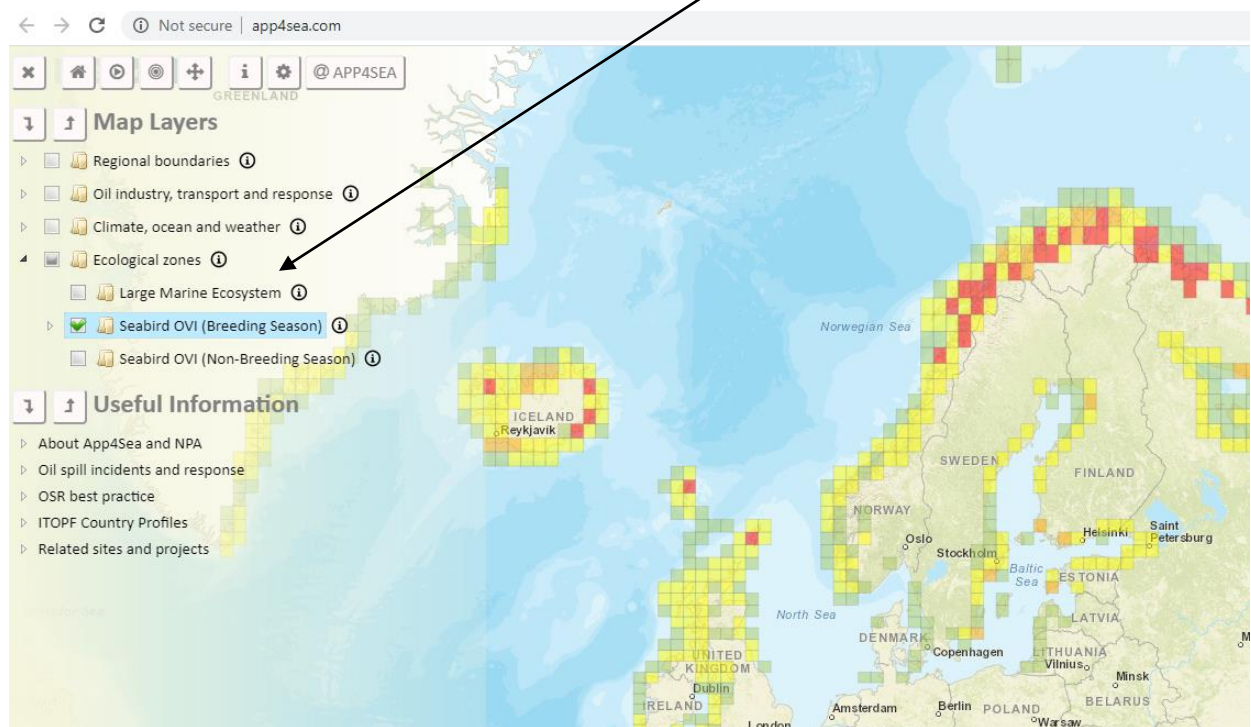 Not secure | app4sea.com
@ APP4SEA
GREENLAND
Map Layers
Regional boundaries
Oil industry, transport and response
Climate, ocean and weather
Ecological zones
Large Marine Ecosystem
Seabird OVI (Breeding Season)
Seabird OVI (Non-Breeding Season)
Useful Information
About App4Sea and NPA
Oil spill incidents and response
OSR best practice
ITOPF Country Profiles
Related sites and projects
Norwegian Sea
ICELAND
Reykjavik
SWEDEN
FINLAND
NORWAY
Oslo
Stockholm
Helsinki
Saint
Petersburg
Baltic
Sea
ESTONIA
North Sea
LATVIA
DENMARK
Copenhagen
LITHUANIA
Vilnius
UNITED
KINGDOM
Minsk
Dublin
IRELAND
Amsterdam
Berlin
POLAND
BELARUS
London
Warsaw